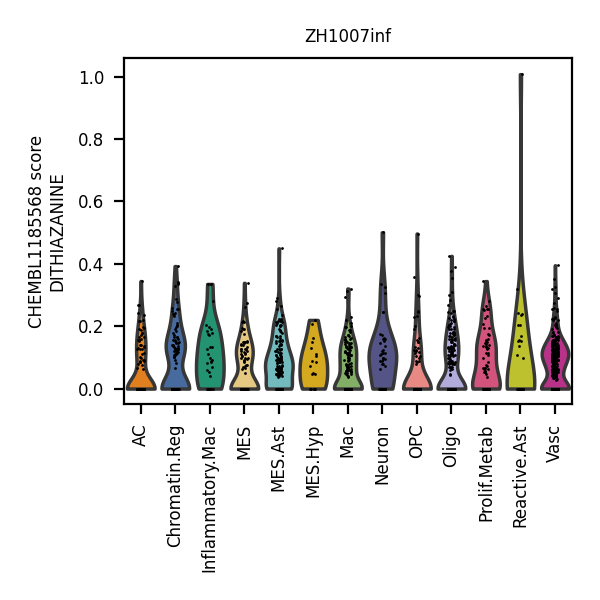 ZH1007inf
CHEMBL1185568 score
DITHIAZANINE
1.0
0.8
0.6
0.4
0.2
0.0
AC
Chromatin.Reg
Inflammatory.Mac
MES
MES.Ast
MES.Hyp
Mac
Neuron
OPC
Oligo
Prolif.Metab
Reactive.Ast
Vasc